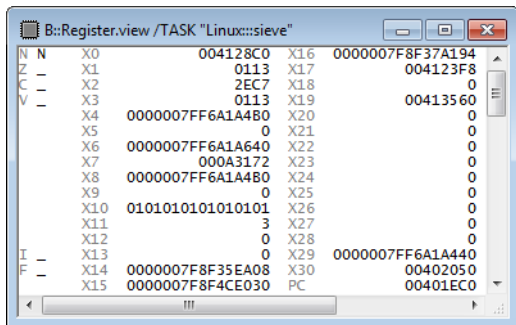 B::Register.view /TASK "Linux:::sieve"
N N X0 004128C0 X16 0000007F8F37A194
Z _ X1 0113 X17 004123F8
C _ X2 2EC7 X18 0
V _ X3 0113 X19 00413560
X4 0000007FF6A1A4B0 X20 0
X5 0 X21 0
X6 0000007FF6A1A640 X22 0
X7 000A3172 X23 0
X8 0000007FF6A1A4B0 X24 0
X9 0 X25 0
X10 0101010101010101 X26 0
X11 3 X27 0
X12 0 X28 0
I _ X13 0 X29 0000007FF6A1A440
F _ X14 0000007F8F35EA08 X30 00402050
X15 0000007F8F4CE030 PC 00401EC0